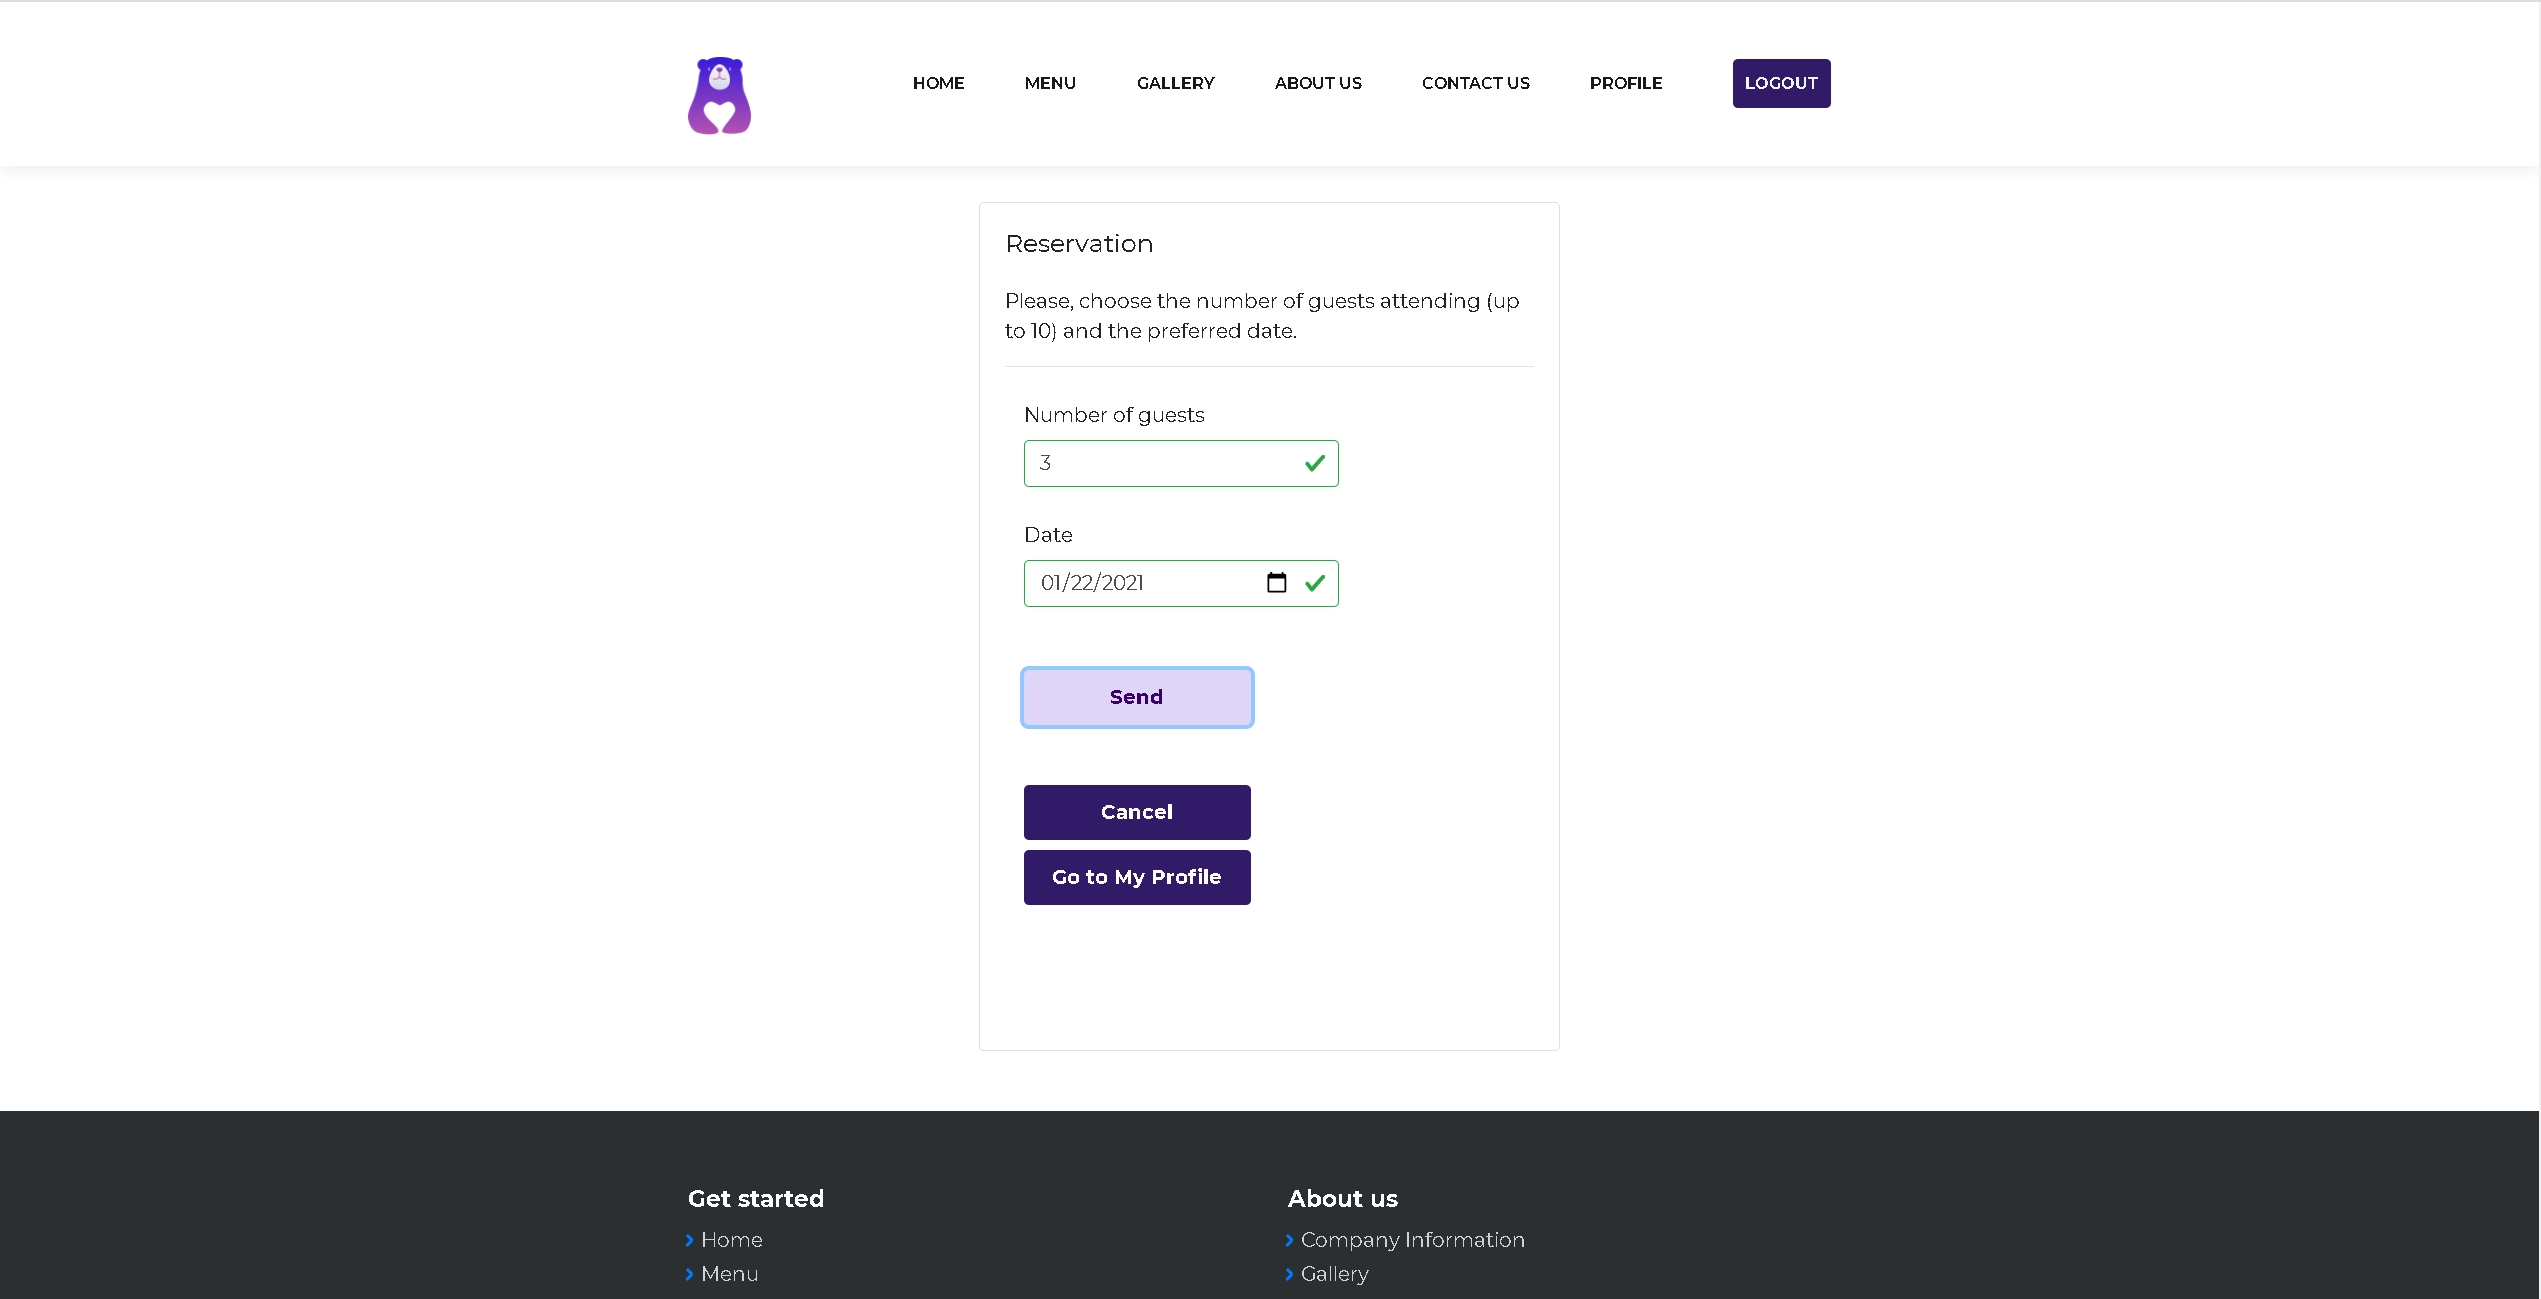 HOME MENU GALLERY ABOUT US CONTACT US PROFILE LOGOUT
Reservation
Please, choose the number of guests attending (up
to 10) and the preferred date.
Number of guests
3
Date
01/22/2021
Send
Cancel
Go to My Profile
Get started
Home
Menu
About us
Company Information
Gallery